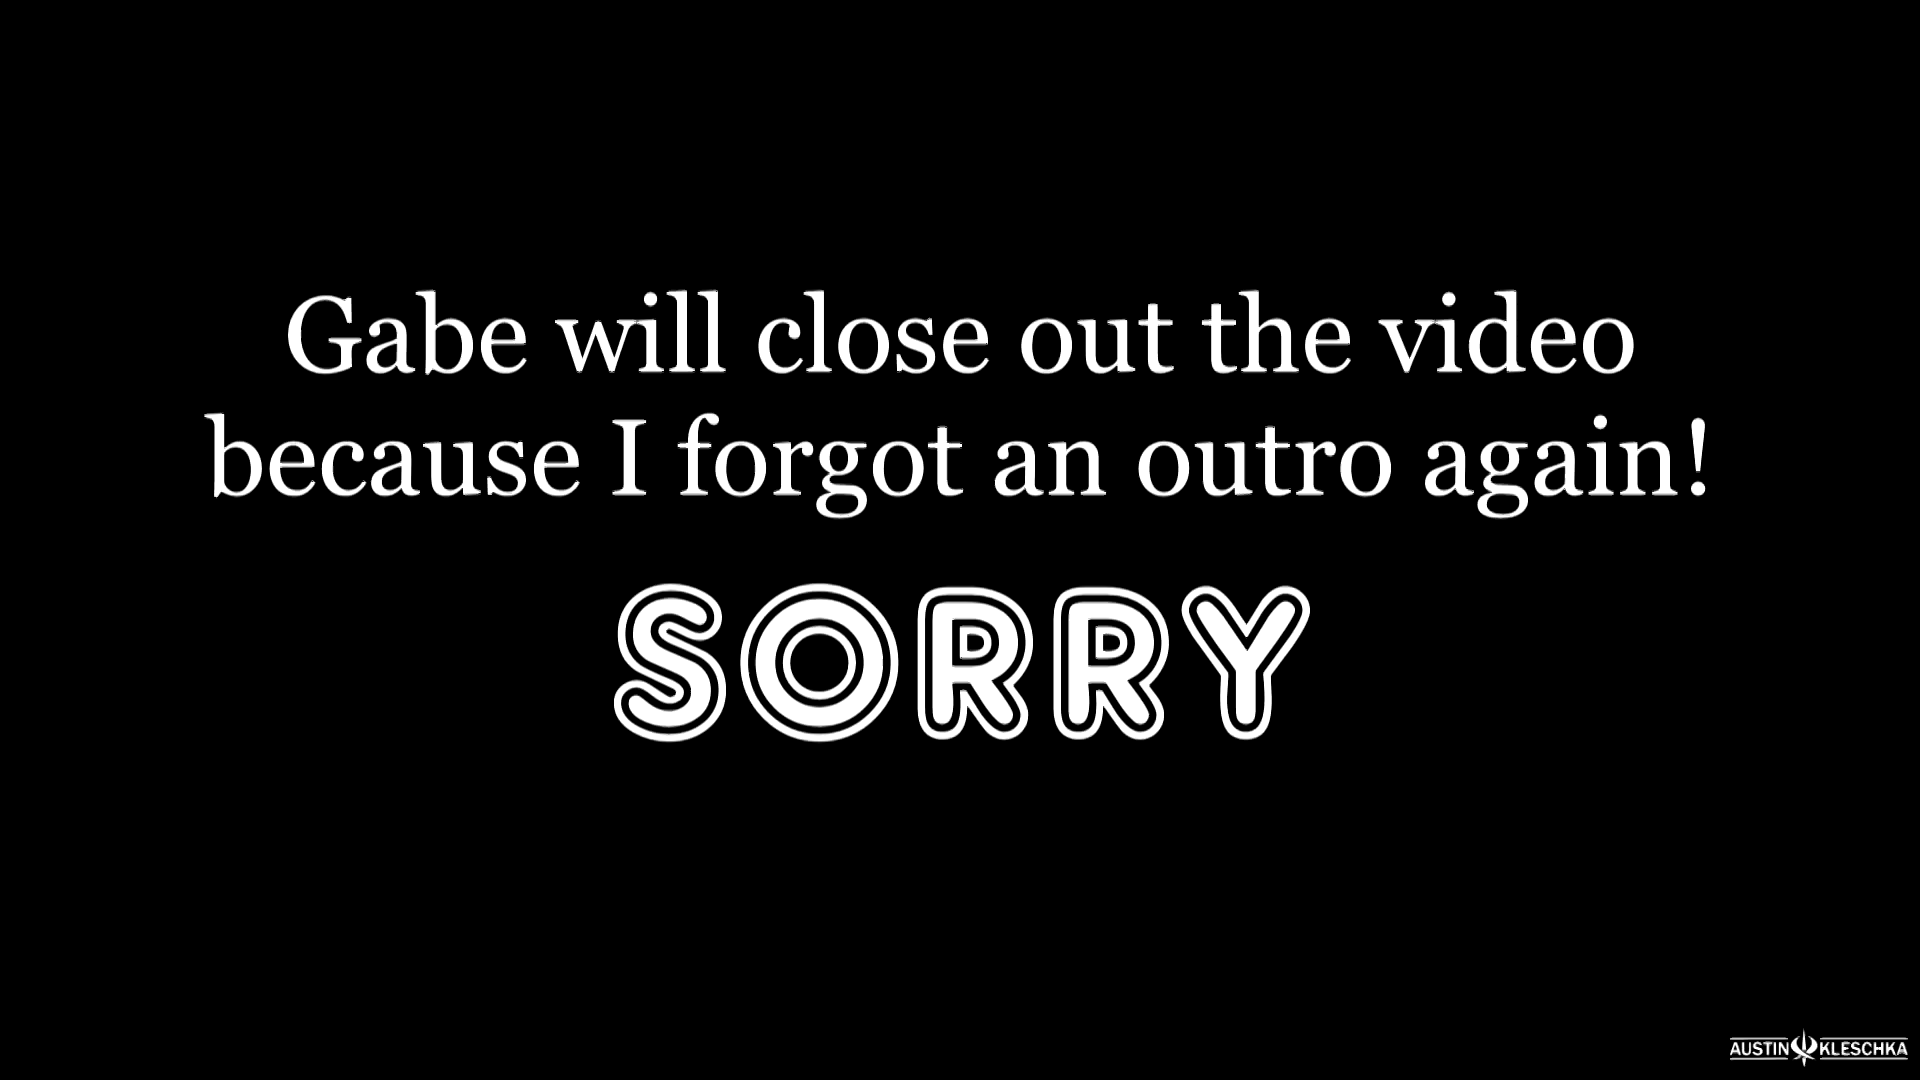 Gabe will close out the video
because I forgot an outro again!
SORRY
AUSTIN KLESCHKA